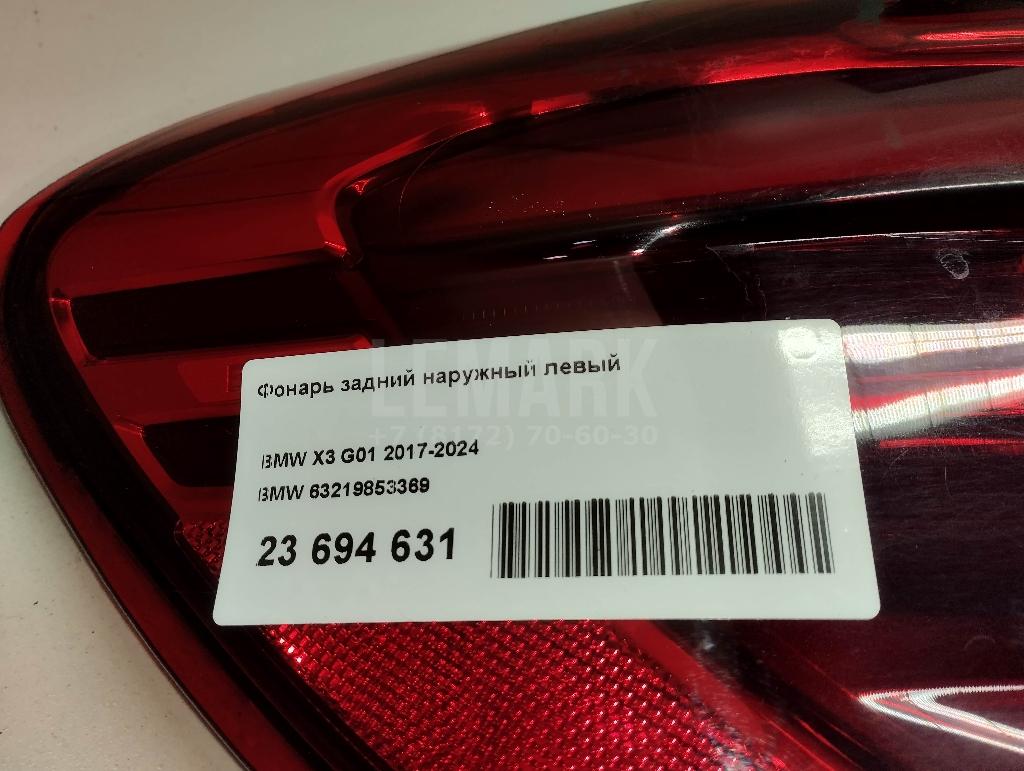 Фонарь задний наружный левый
LEMARK
+7 (8172) 70-60-30
BMW X3 G01 2017-2024
BMW 63219853369
23 694 631